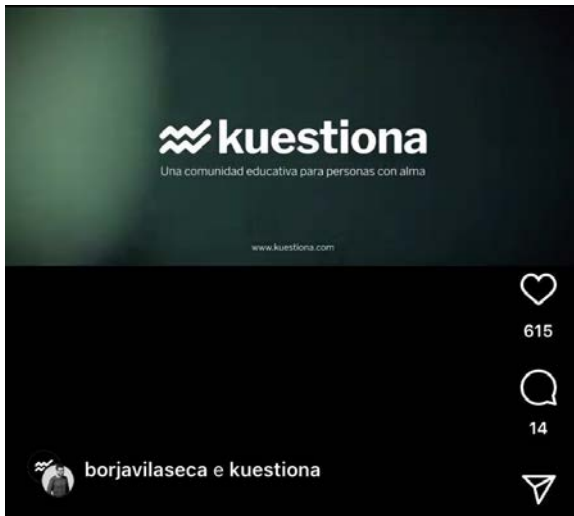 kuestiona
Una comunidad educativa para personas con alma
www.kuestiona.com
615
14
borjavilaseca e kuestiona